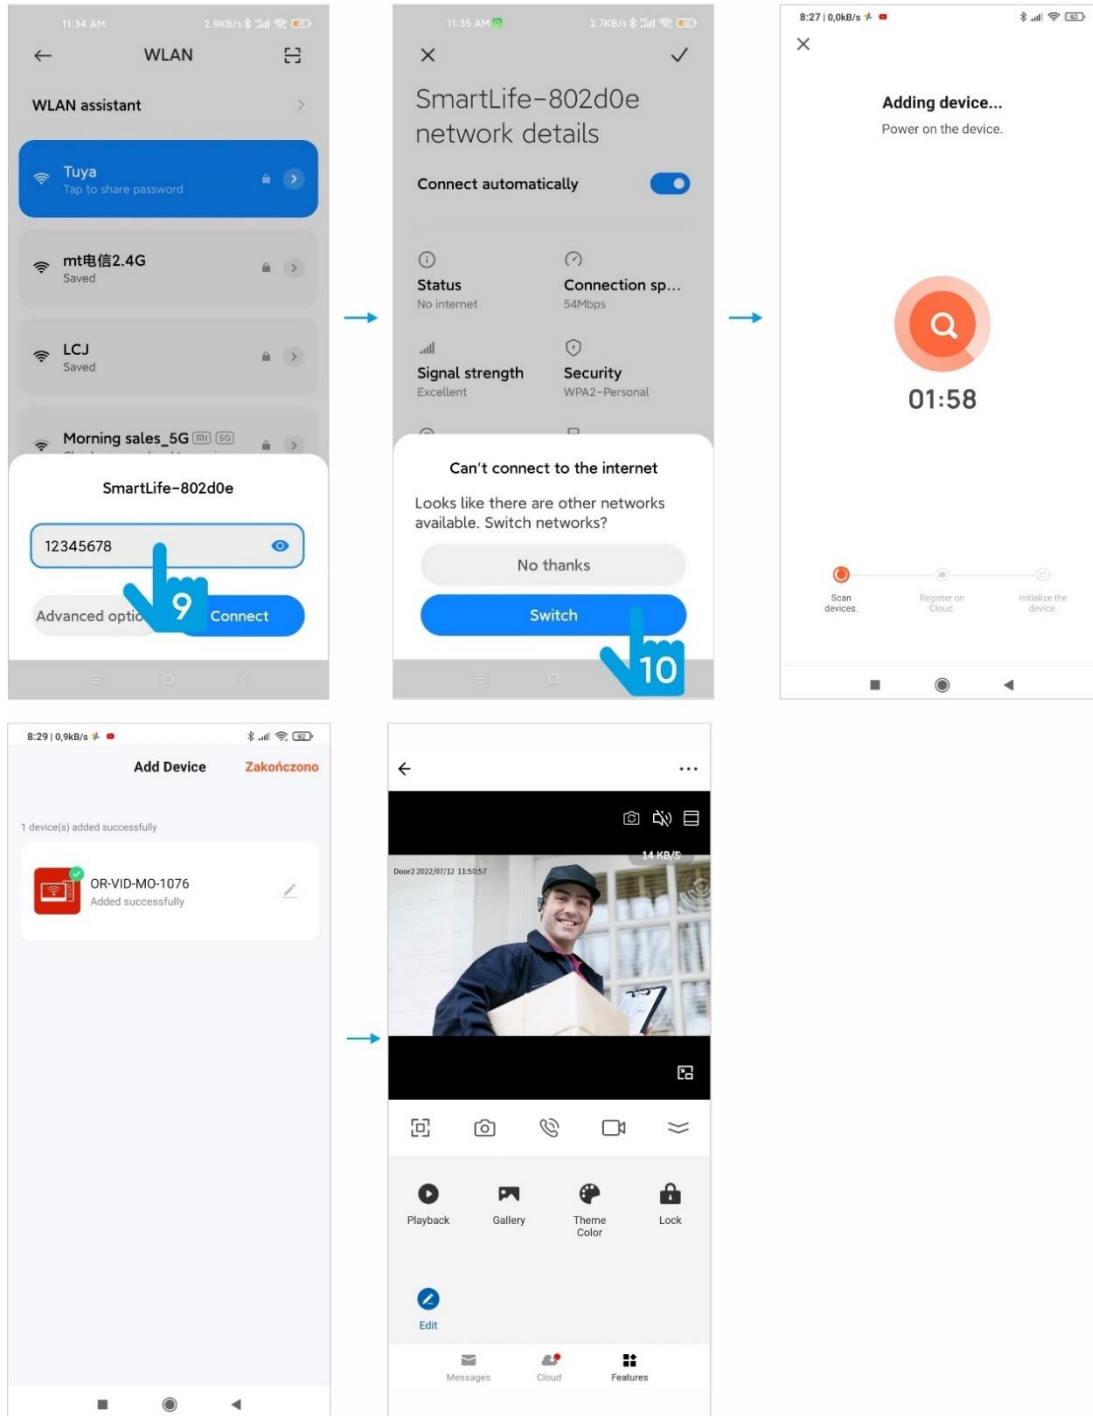 11:34 AM 2.9KB/s
WLAN
WLAN assistant
Tuya
Tap to share password
mt电信2.4G
Saved
LCJ
Saved
Morning sales_5G 5G
SmartLife-802d0e
12345678
Advanced optio
9
Connect
11:35 AM 2.7KB/s
SmartLife-802d0e
network details
Connect automatically
Status
No internet
Connection sp...
54Mbps
Signal strength
Excellent
Security
WPA2-Personal
Can't connect to the internet
Looks like there are other networks
available. Switch networks?
No thanks
Switch
10
8:27 | 0,0kB/s 62
Adding device...
Power on the device.
01:58
Scan
devices.
Register on
Cloud.
Initialize the
device.
8:29 | 0,9kB/s 62
Add Device Zakończono
1 device(s) added successfully
OR-VID-MO-1076
Added successfully
14 KB/S
Door2 2022/07/12 11:50:57
Playback
Gallery
Theme
Color
Lock
Edit
Messages
Cloud
Features